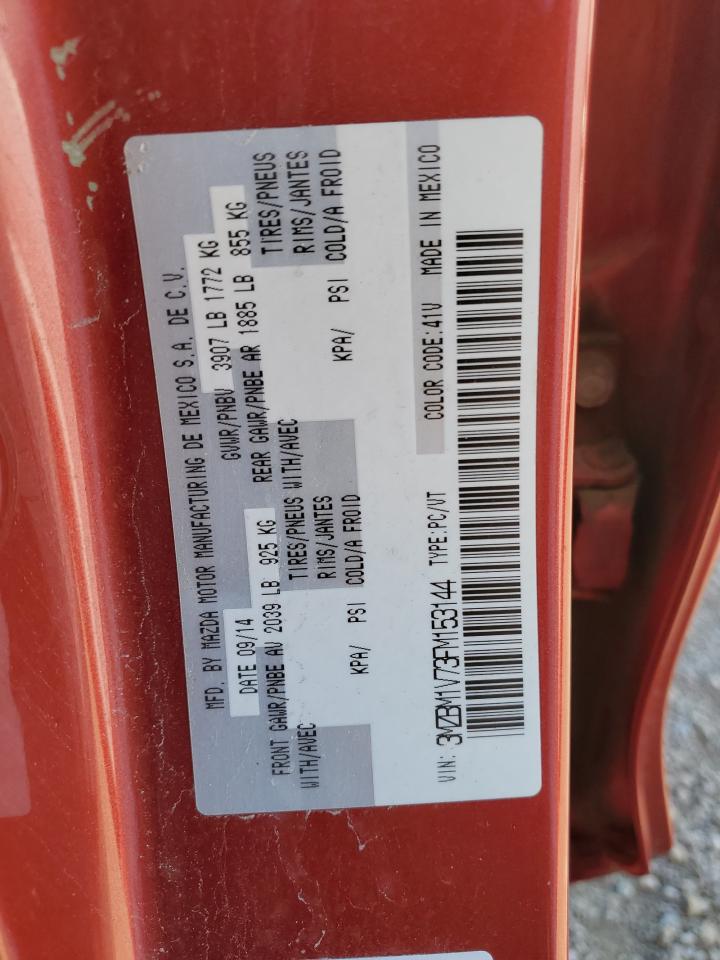 MFD. BY MAZDA MOTOR MANUFACTURING DE MEXICO S.A. DE C.V.
DATE 09/14 GVWR/PNBV 3907 LB 1772 KG
FRONT GAWR/PNBE AV 2039 LB 925 KG REAR GAWR/PNBE AR 1885 LB 855 KG
WITH/AVEC TIRES/PNEUS WITH/AVEC TIRES/PNEUS
RIMS/JANTES RIMS/JANTES
KPA/ PSI COLD/A FROID KPA/ PSI COLD/A FROID
COLOR CODE:41V MADE IN MEXICO
VIN: 3MZBM1V73FM153144 TYPE:PC/VT